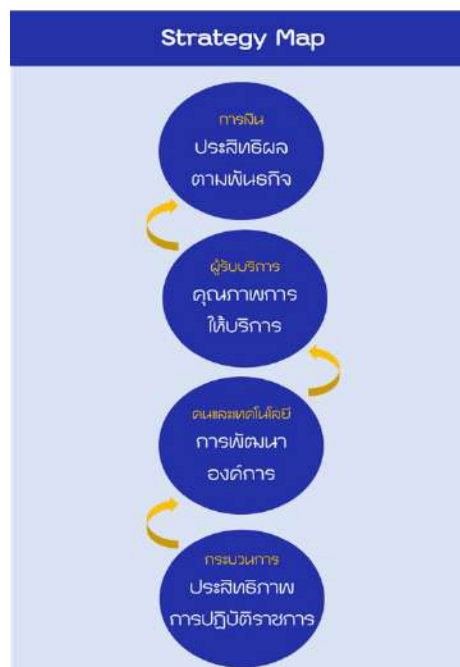 Strategy Map
การเงิน
ประสิทธิผล
ตามพันธกิจ
ผู้รับบริการ
คุณภาพการ
ให้บริการ
คนและเทคโนโลยี
การพัฒนา
องค์การ
กระบวนการ
ประสิทธิภาพ
การปฏิบัติราชการ